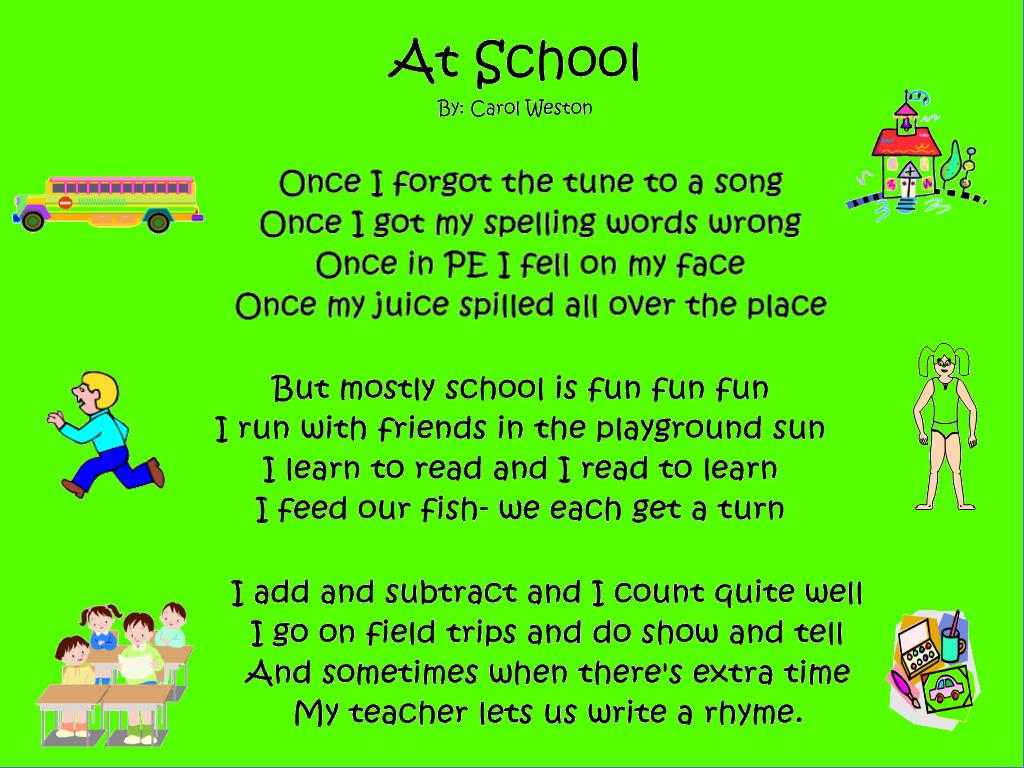 At School
By: Carol Weston
Once I forgot the tune to a song
Once I got my spelling words wrong
Once in PE I fell on my face
Once my juice spilled all over the place
But mostly school is fun fun fun
I run with friends in the playground sun
I learn to read and I read to learn
I feed our fish- we each get a turn
I add and subtract and I count quite well
I go on field trips and do show and tell
And sometimes when there's extra time
My teacher lets us write a rhyme.